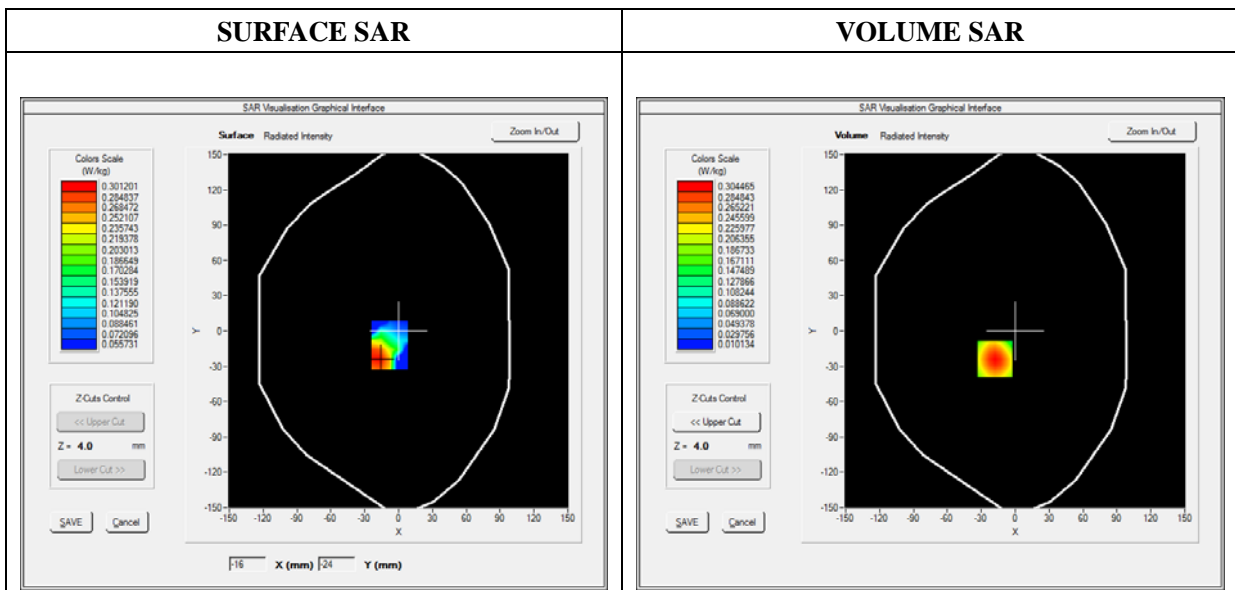 SURFACE SAR
VOLUME SAR
SAR Visualisation Graphical Interface
Surface Radiated Intensity
Zoom In/Out
Colors Scale
(W/kg)
0.301201
0.284837
0.268472
0.252107
0.235743
0.219378
0.203013
0.186649
0.170284
0.153919
0.137555
0.121190
0.104825
0.088461
0.072096
0.055731
Z-Cuts Control
<< Upper Cut
Z = 4.0 mm
Lower Cut >>
SAVE Cancel
150
120
90
60
30
0
-30
-60
-90
-120
-150
Y
-150 -120 -90 -60 -30 0 30 60 90 120 150
X
-16 X (mm) -24 Y (mm)
SAR Visualisation Graphical Interface
Volume Radiated Intensity
Zoom In/Out
Colors Scale
(W/kg)
0.304465
0.284843
0.265221
0.245599
0.225977
0.206355
0.186733
0.167111
0.147489
0.127866
0.108244
0.088622
0.069000
0.049378
0.029756
0.010134
Z-Cuts Control
<< Upper Cut
Z = 4.0 mm
Lower Cut >>
SAVE Cancel
150
120
90
60
30
0
-30
-60
-90
-120
-150
Y
-150 -120 -90 -60 -30 0 30 60 90 120 150
X